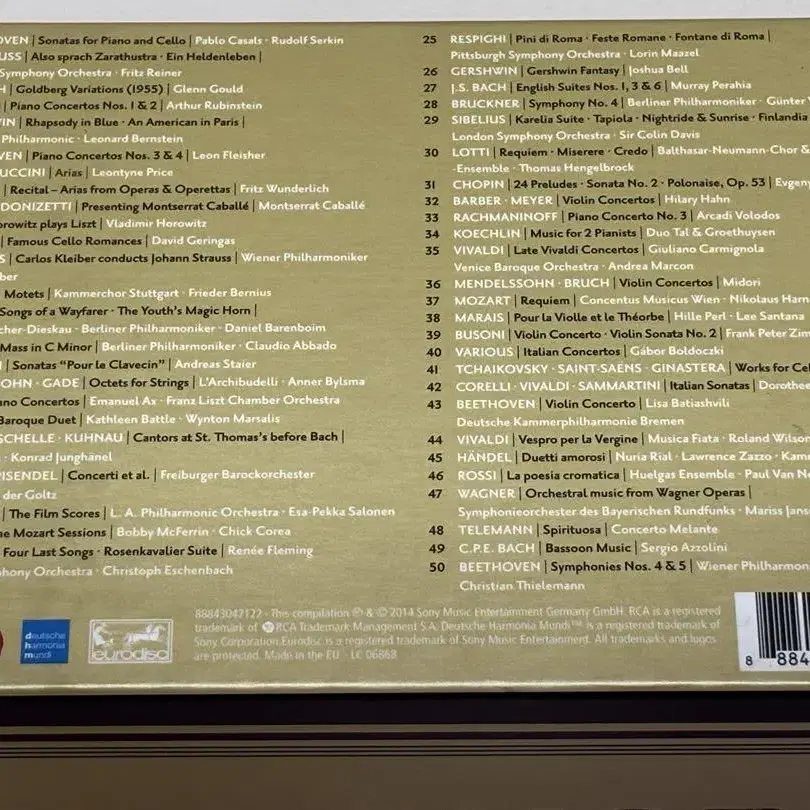 OVEN | Sonatas for Piano and Cello | Pablo Casals · Rudolf Serkin
USS | Also sprach Zarathustra · Ein Heldenleben |
Symphony Orchestra · Fritz Reiner
H | Goldberg Variations (1955) | Glenn Gould
| Piano Concertos Nos. 1 & 2 | Arthur Rubinstein
WIN | Rhapsody in Blue · An American in Paris |
Philharmonic · Leonard Bernstein
OVEN | Piano Concertos Nos. 3 & 4 | Leon Fleisher
UCCINI | Arias | Leontyne Price
| Recital – Arias from Operas & Operettas | Fritz Wunderlich
DONIZETTI | Presenting Montserrat Caballé | Montserrat Caballé
orowitz plays Liszt | Vladimir Horowitz
| Famous Cello Romances | David Geringas
S | Carlos Kleiber conducts Johann Strauss | Wiener Philharmoniker
ber
Motets | Kammerchor Stuttgart · Frieder Bernius
Songs of a Wayfarer · The Youth's Magic Horn |
cher-Dieskau · Berliner Philharmoniker · Daniel Barenboim
Mass in C Minor | Berliner Philharmoniker · Claudio Abbado
| Sonatas "Pour le Clavecin" | Andreas Staier
SOHN · GADE | Octets for Strings | L'Archibudelli · Anner Bylsma
ano Concertos | Emanuel Ax · Franz Liszt Chamber Orchestra
Baroque Duet | Kathleen Battle · Wynton Marsalis
SCHELLE · KUHNAU | Cantors at St. Thomas's before Bach |
· Konrad Junghänel
PISENDEL | Concerti et al. | Freiburger Barockorchester
der Goltz
| The Film Scores | L. A. Philharmonic Orchestra · Esa-Pekka Salonen
he Mozart Sessions | Bobby McFerrin · Chick Corea
Four Last Songs · Rosenkavalier Suite | Renée Fleming
phony Orchestra · Christoph Eschenbach
25 RESPIGHI | Pini di Roma · Feste Romane · Fontane di Roma |
Pittsburgh Symphony Orchestra · Lorin Maazel
26 GERSHWIN | Gershwin Fantasy | Joshua Bell
27 J.S. BACH | English Suites Nos. 1, 3 & 6 | Murray Perahia
28 BRUCKNER | Symphony No. 4 | Berliner Philharmoniker · Günter W
29 SIBELIUS | Karelia Suite · Tapiola · Nightride & Sunrise · Finlandia
London Symphony Orchestra · Sir Colin Davis
30 LOTTI | Requiem · Miserere · Credo | Balthasar-Neumann-Chor &
-Ensemble · Thomas Hengelbrock
31 CHOPIN | 24 Preludes · Sonata No. 2 · Polonaise, Op. 53 | Evgeny
32 BARBER · MEYER | Violin Concertos | Hilary Hahn
33 RACHMANINOFF | Piano Concerto No. 3 | Arcadi Volodos
34 KOECHLIN | Music for 2 Pianists | Duo Tal & Groethuysen
35 VIVALDI | Late Vivaldi Concertos | Giuliano Carmignola
Venice Baroque Orchestra · Andrea Marcon
36 MENDELSSOHN · BRUCH | Violin Concertos | Midori
37 MOZART | Requiem | Concentus Musicus Wien · Nikolaus Harn
38 MARAIS | Pour la Violle et le Théorbe | Hille Perl · Lee Santana
39 BUSONI | Violin Concerto · Violin Sonata No. 2 | Frank Peter Zim
40 VARIOUS | Italian Concertos | Gábor Boldoczki
41 TCHAIKOVSKY · SAINT-SAENS · GINASTERA | Works for Cel
42 CORELLI · VIVALDI · SAMMARTINI | Italian Sonatas | Dorothee
43 BEETHOVEN | Violin Concerto | Lisa Batiashvili
Deutsche Kammerphilharmonie Bremen
44 VIVALDI | Vespro per la Vergine | Musica Fiata · Roland Wilson
45 HÄNDEL | Duetti amorosi | Nuria Rial · Lawrence Zazzo · Kam
46 ROSSI | La poesia cromatica | Huelgas Ensemble · Paul Van N
47 WAGNER | Orchestral music from Wagner Operas |
Symphonieorchester des Bayerischen Rundfunks · Mariss Jans
48 TELEMANN | Spirituosa | Concerto Melante
49 C.P.E. BACH | Bassoon Music | Sergio Azzolini
50 BEETHOVEN | Symphonies Nos. 4 & 5 | Wiener Philharmon
Christian Thielemann
deutsche
harmonia
mundi
eurodisc
88843042122 · This compilation ℗ & © 2014 Sony Music Entertainment Germany GmbH. RCA is a registered
trademark of RCA Trademark Management S.A. Deutsche Harmonia Mundi™ is a registered trademark of
Sony Corporation. Eurodisc is a registered trademark of Sony Music Entertainment. All trademarks and logos
are protected. Made in the EU · LC 06868
8 884